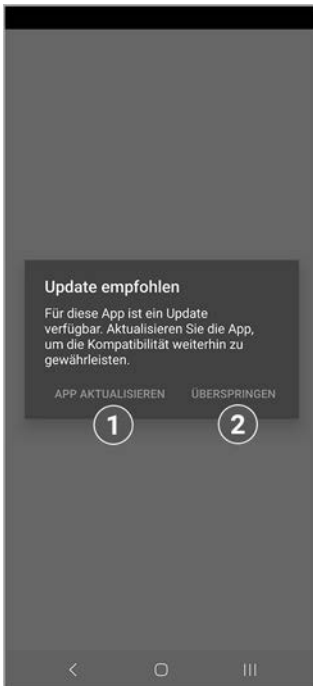 Update empfohlen
Für diese App ist ein Update
verfügbar. Aktualisieren Sie die App,
um die Kompatibilität weiterhin zu
gewährleisten.
APP AKTUALISIEREN ÜBERSPRINGEN
1 2